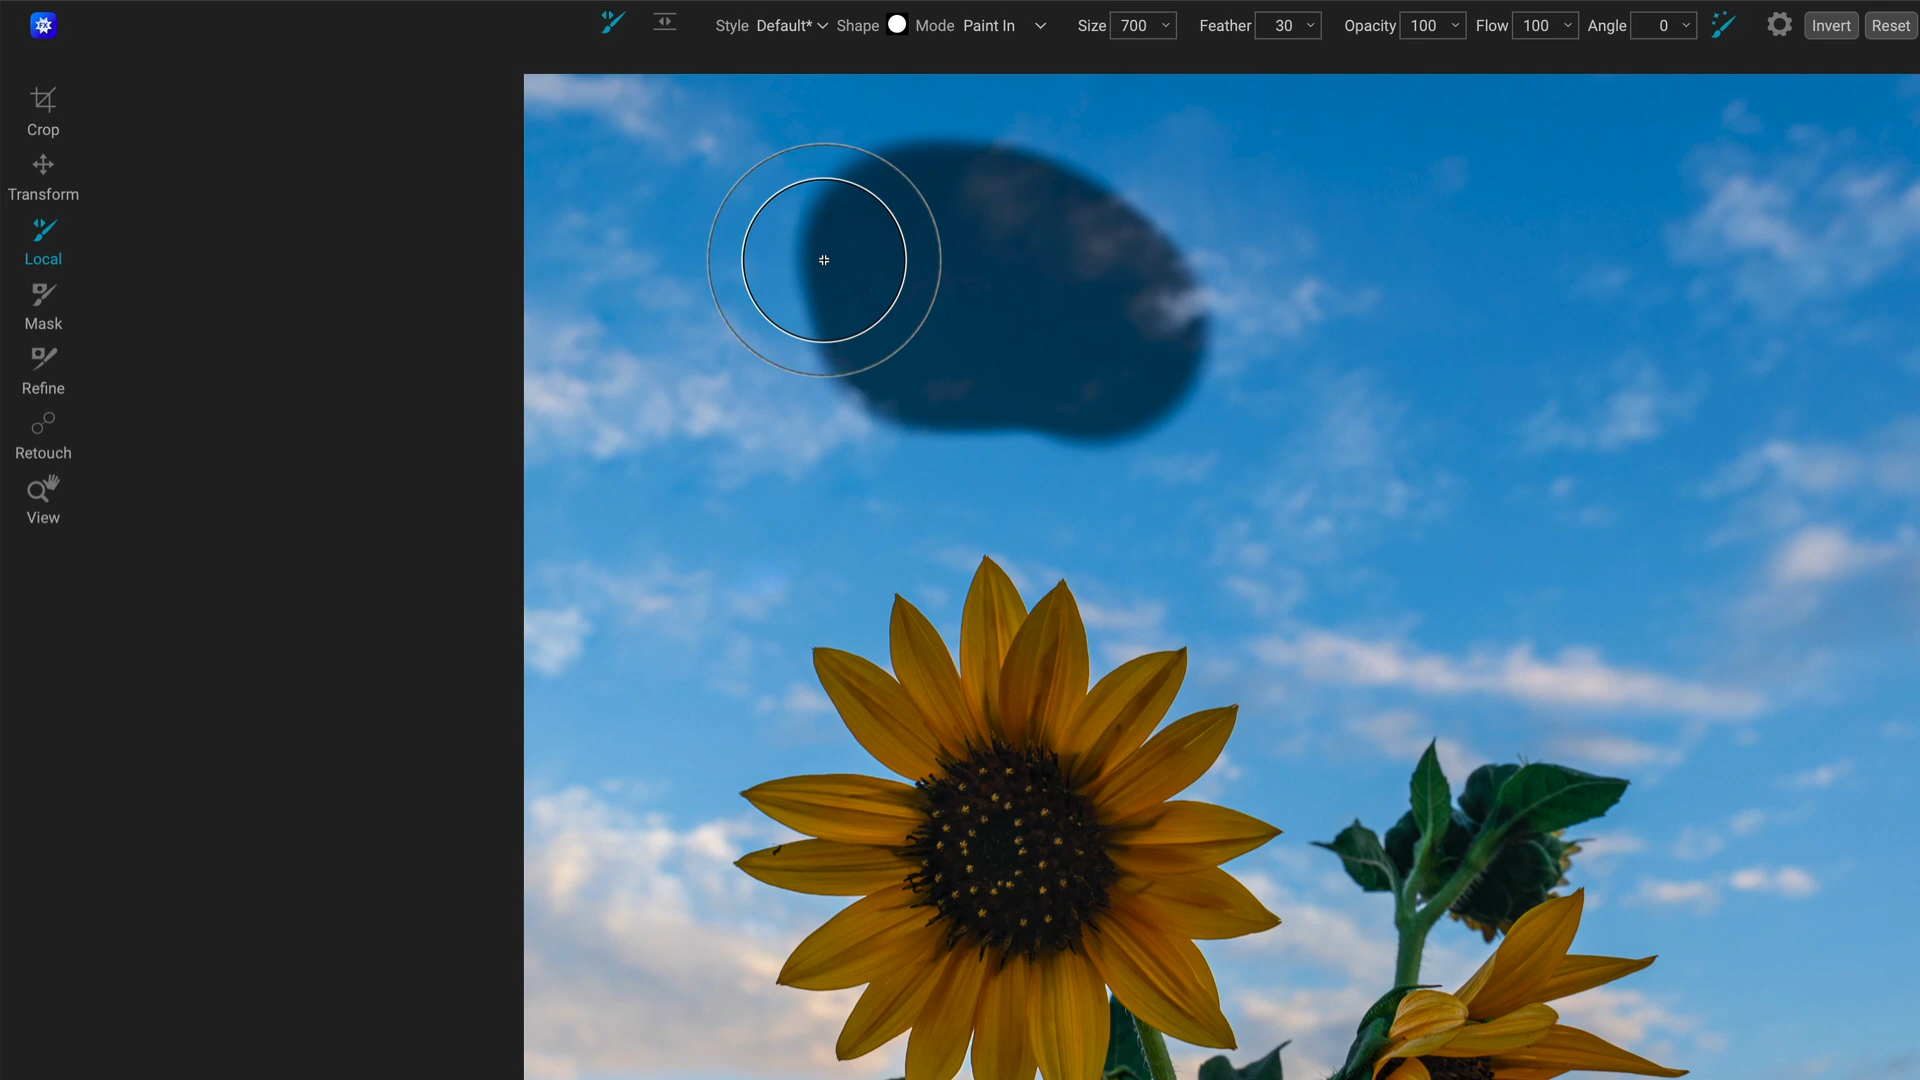 Style Default* Shape Mode Paint In Size 700 Feather 30 Opacity 100 Flow 100 Angle 0 Invert Reset
Crop
Transform
Local
Mask
Refine
Retouch
View